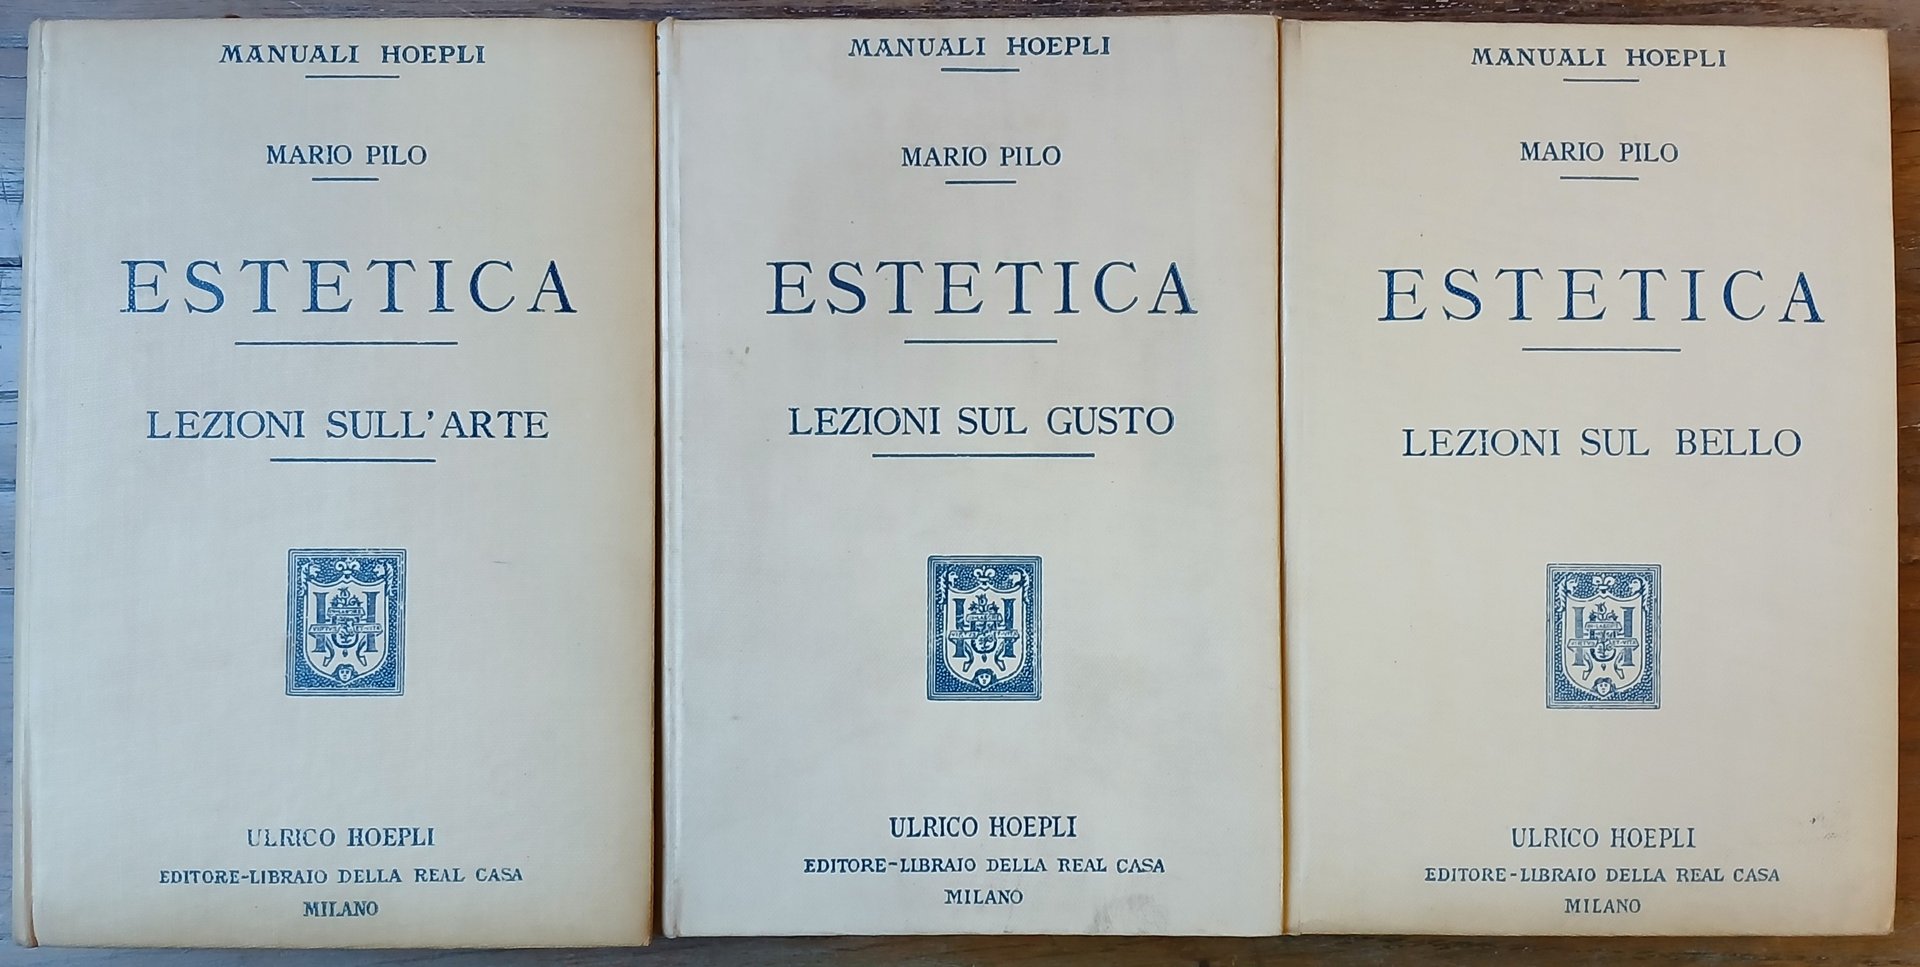 MANUALI HOEPLI
MARIO PILO
ESTETICA
LEZIONI SULL'ARTE
ULRICO HOEPLI
EDITORE-LIBRAIO DELLA REAL CASA
MILANO
MANUALI HOEPLI
MARIO PILO
ESTETICA
LEZIONI SUL GUSTO
ULRICO HOEPLI
EDITORE-LIBRAIO DELLA REAL CASA
MILANO
MANUALI HOEPLI
MARIO PILO
ESTETICA
LEZIONI SUL BELLO
ULRICO HOEPLI
EDITORE-LIBRAIO DELLA REAL CASA
MILANO